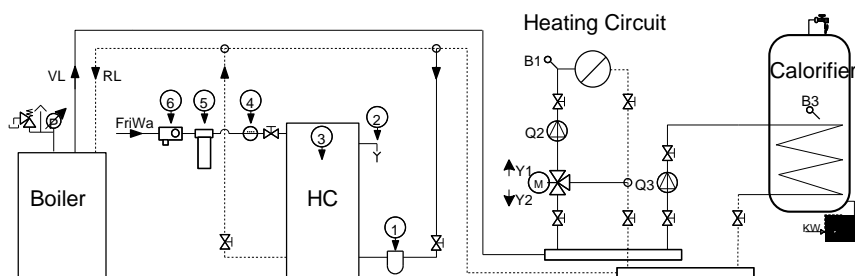 Heating Circuit
B1
Calorifier
VL
RL
B3
6
5
4
2
FriWa
3
Q2
Y1
M
Y2
Q3
Boiler
HC
1
KW